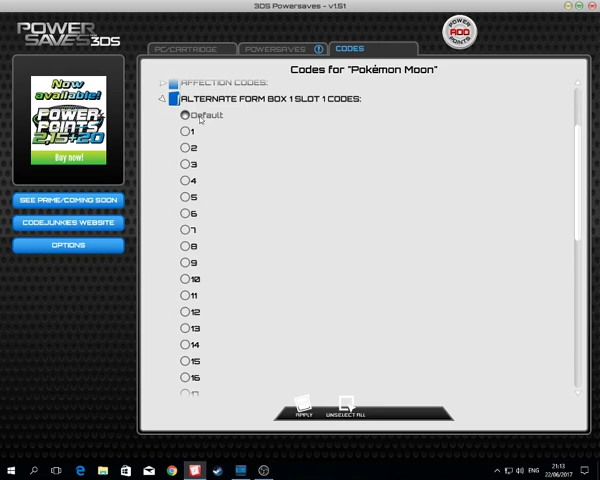 3DS Powersaves - v1.51
POWER
SAVES 3DS
PC/CARTRIDGE
POWERSAVES
CODES
POWER
ADD
POINTS
Now
available!
POWER
POINTS
2,15+20
Buy now!
SEE PRIME/COMING SOON
CODEJUNKIES WEBSITE
OPTIONS
Codes for "Pokémon Moon"
AFFECTION CODES:
ALTERNATE FORM BOX 1 SLOT 1 CODES:
Default
1
2
3
4
5
6
7
8
9
10
11
12
13
14
15
16
17
APPLY
UNSELECT ALL
ENG
21:13
22/06/2017